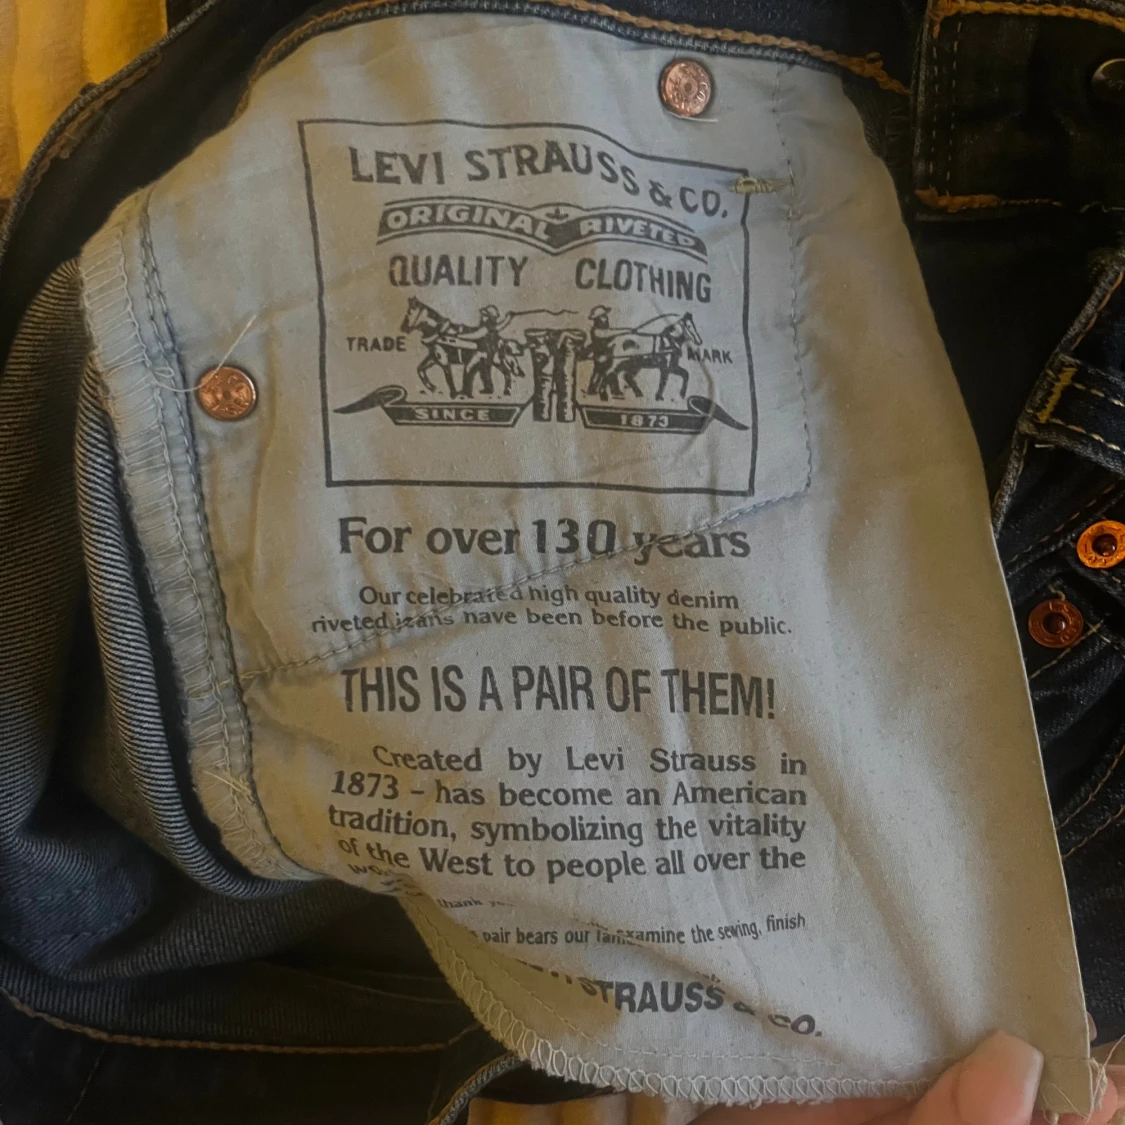 LEVI STRAUSS & CO.
ORIGINAL RIVETED
QUALITY CLOTHING
TRADE MARK
SINCE 1873
For over 130 years
Our celebrated high quality denim
riveted jeans have been before the public.
THIS IS A PAIR OF THEM!
Created by Levi Strauss in
1873 – has become an American
tradition, symbolizing the vitality
of the West to people all over the
thank
pair bears our examine the sewing, finish
STRAUSS & CO.